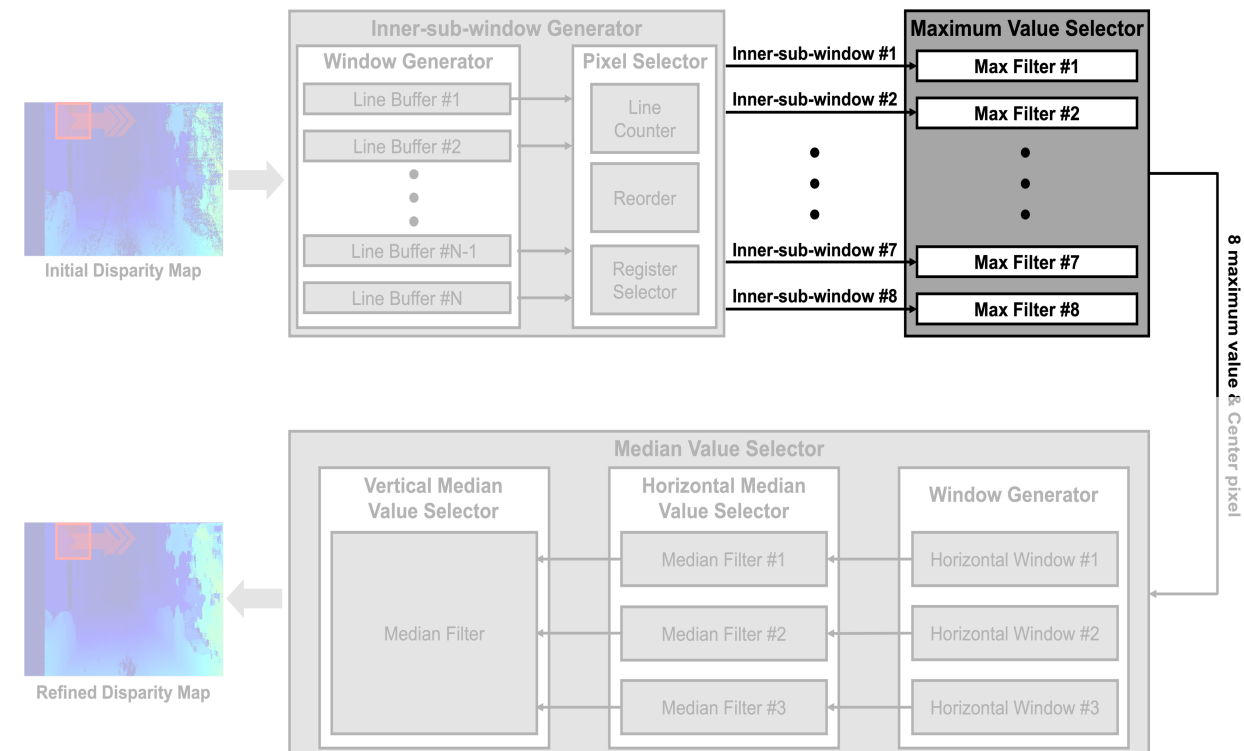 Inner-sub-window Generator
Window Generator
Line Buffer #1
Line Buffer #2
Line Buffer #N-1
Line Buffer #N
Pixel Selector
Line
Counter
Reorder
Register
Selector
Inner-sub-window #1
Inner-sub-window #2
Inner-sub-window #7
Inner-sub-window #8
Maximum Value Selector
Max Filter #1
Max Filter #2
Max Filter #7
Max Filter #8
Initial Disparity Map
8 maximum value & Center pixel
Median Value Selector
Vertical Median
Value Selector
Median Filter
Horizontal Median
Value Selector
Median Filter #1
Median Filter #2
Median Filter #3
Window Generator
Horizontal Window #1
Horizontal Window #2
Horizontal Window #3
Refined Disparity Map